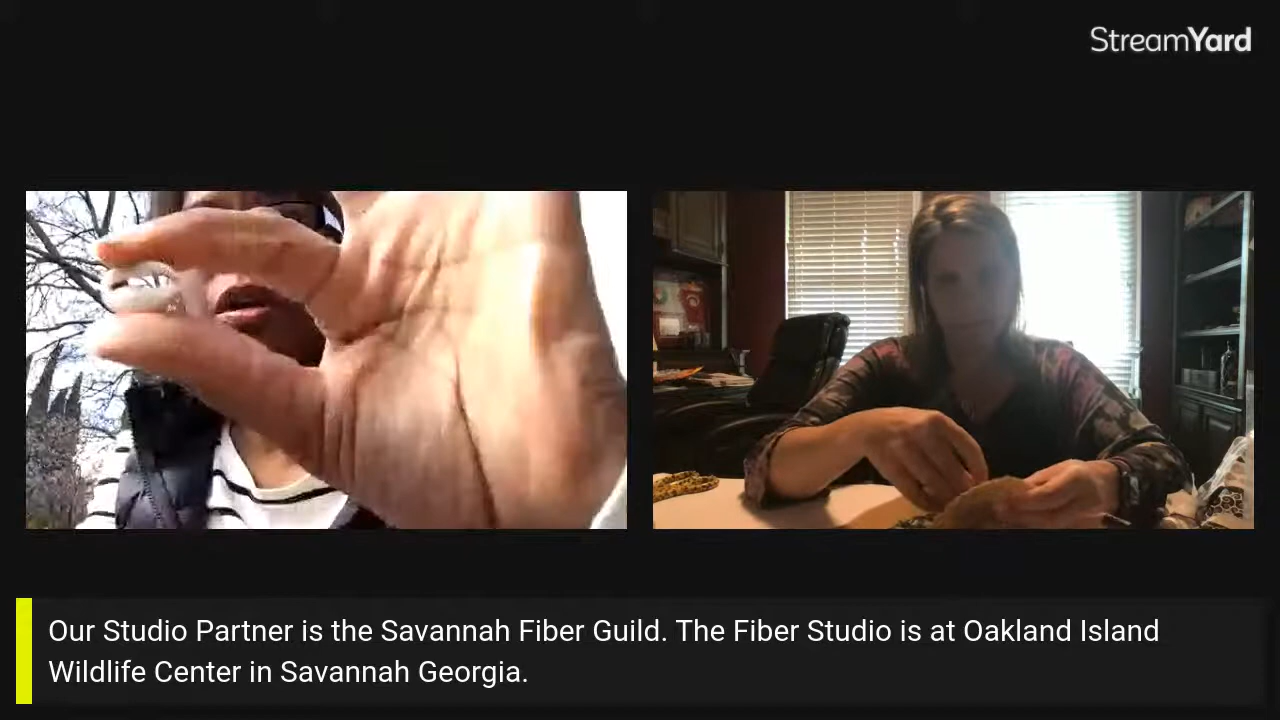 StreamYard
Our Studio Partner is the Savannah Fiber Guild. The Fiber Studio is at Oakland Island
Wildlife Center in Savannah Georgia.